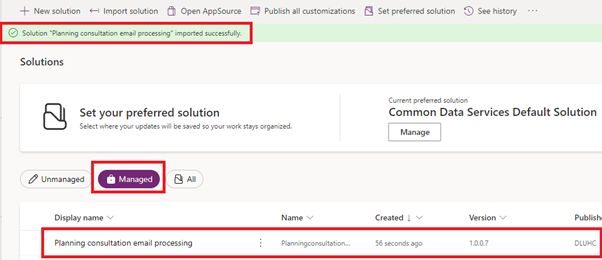 New solution Import solution Open AppSource Publish all customizations Set preferred solution See history ...
Solution "Planning consultation email processing" imported successfully.
Solutions
Set your preferred solution
Select where your updates will be saved so your work stays organized.
Current preferred solution
Common Data Services Default Solution
Manage
Unmanaged Managed All
Display name Name Created Version Publishe
Planning consultation email processing Planningconsultation... 56 seconds ago 1.0.0.7 DLUHC